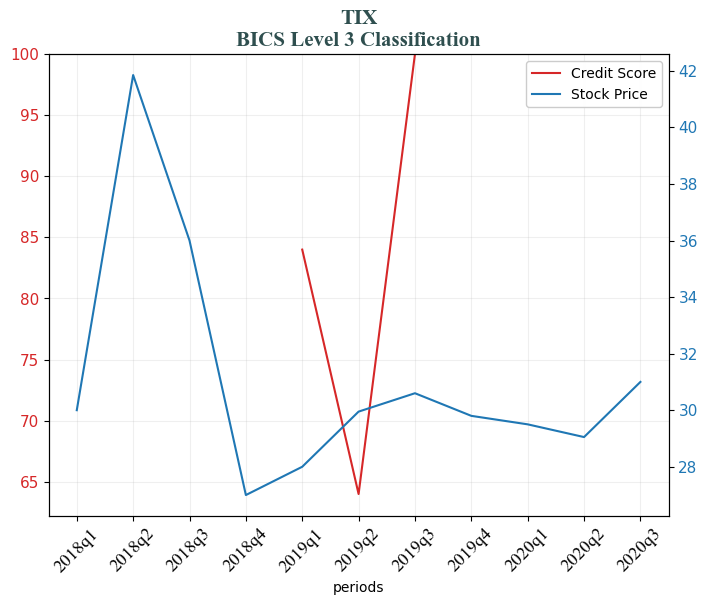 TIX
BICS Level 3 Classification
100
95
90
85
80
75
70
65
Credit Score
Stock Price
42
40
38
36
34
32
30
28
2018q1
2018q2
2018q3
2018q4
2019q1
2019q2
2019q3
2019q4
2020q1
2020q2
2020q3
periods